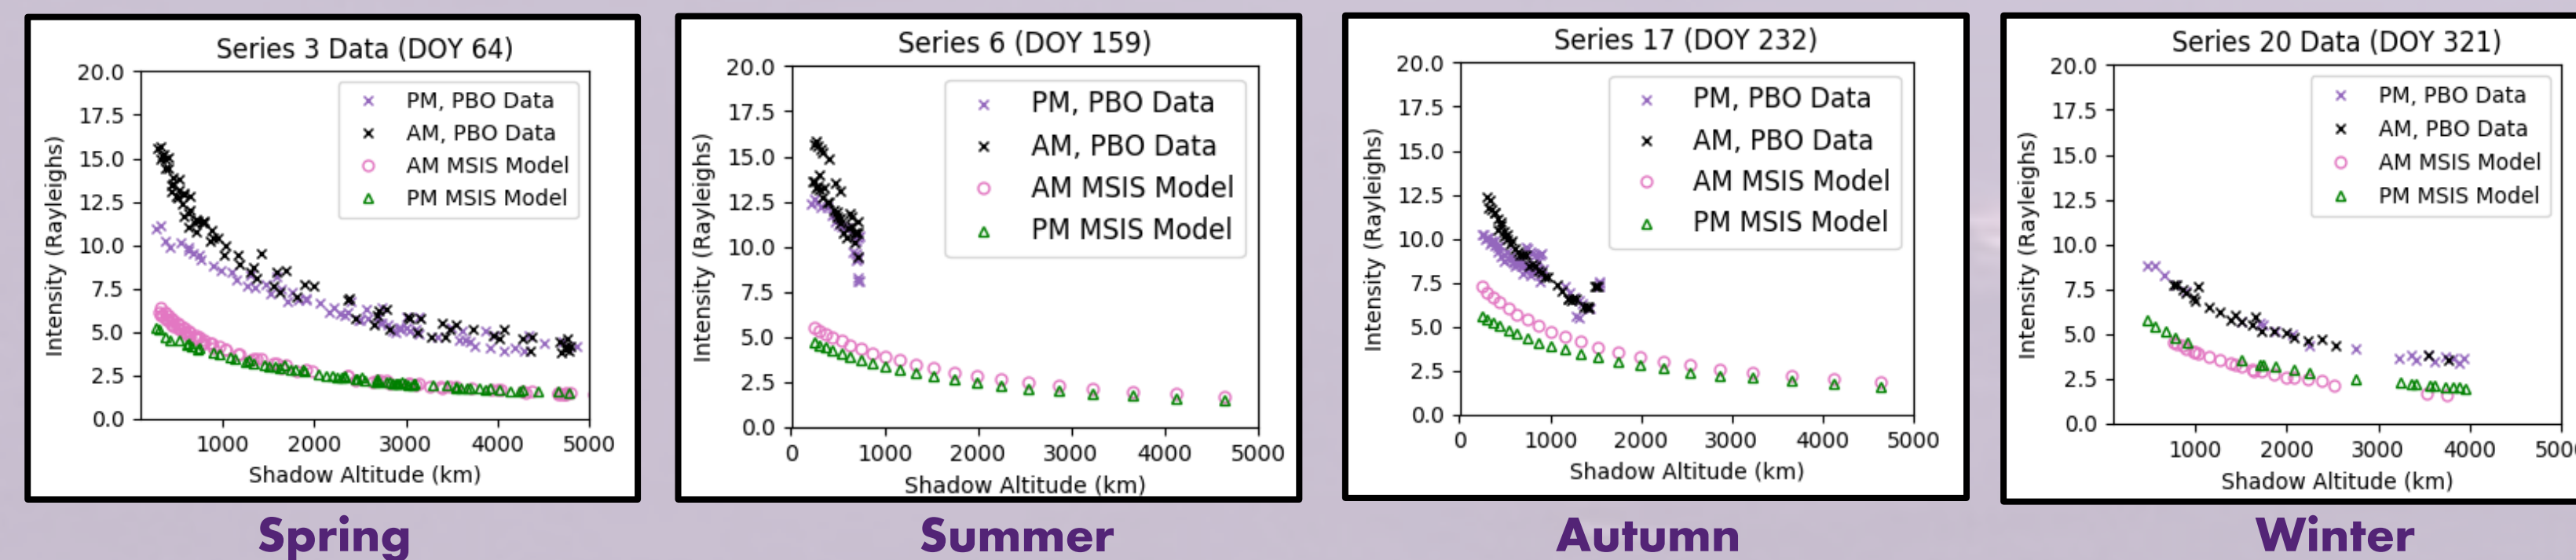 Series 3 Data (DOY 64)
20.0
17.5
15.0
12.5
10.0
7.5
5.0
2.5
0.0
Intensity (Rayleighs)
PM, PBO Data
AM, PBO Data
AM MSIS Model
PM MSIS Model
1000 2000 3000 4000 5000
Shadow Altitude (km)
Spring
Series 6 (DOY 159)
20.0
17.5
15.0
12.5
10.0
7.5
5.0
2.5
0.0
Intensity (Rayleighs)
PM, PBO Data
AM, PBO Data
AM MSIS Model
PM MSIS Model
0 1000 2000 3000 4000 5000
Shadow Altitude (km)
Summer
Series 17 (DOY 232)
20.0
17.5
15.0
12.5
10.0
7.5
5.0
2.5
0.0
Intensity (Rayleighs)
PM, PBO Data
AM, PBO Data
AM MSIS Model
PM MSIS Model
0 1000 2000 3000 4000 5000
Shadow Altitude (km)
Autumn
Series 20 Data (DOY 321)
20.0
17.5
15.0
12.5
10.0
7.5
5.0
2.5
0.0
Intensity (Rayleighs)
PM, PBO Data
AM, PBO Data
AM MSIS Model
PM MSIS Model
1000 2000 3000 4000 500
Shadow Altitude (km)
Winter